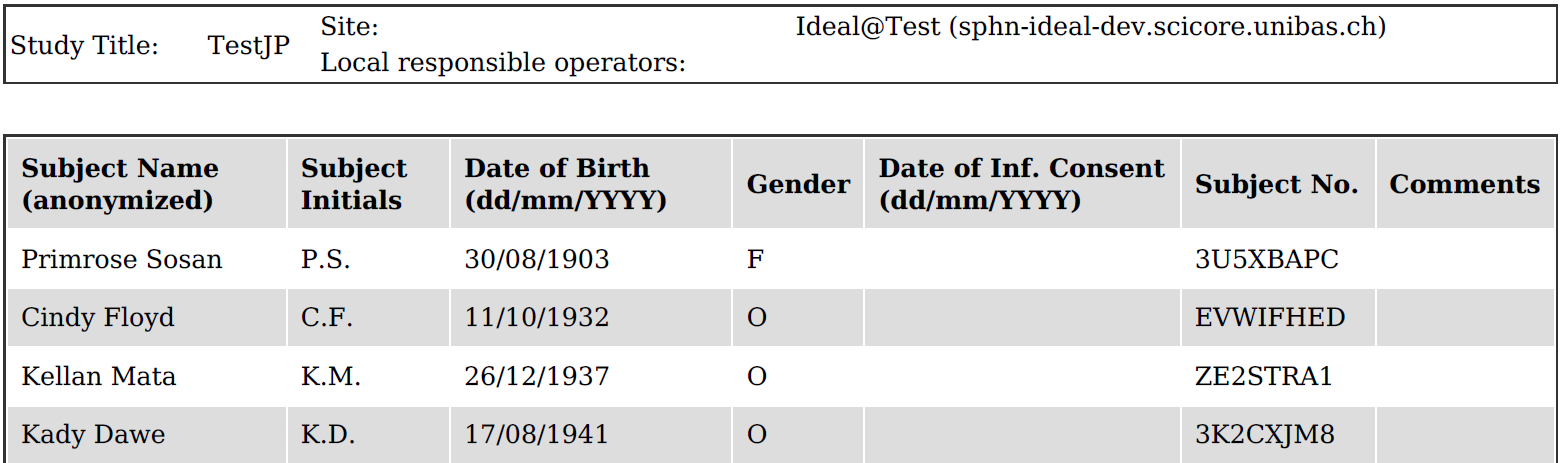 Study Title: TestJP Site: Ideal@Test (sphn-ideal-dev.scicore.unibas.ch)
Local responsible operators:
Subject Name (anonymized) Subject Initials Date of Birth (dd/mm/YYYY) Gender Date of Inf. Consent (dd/mm/YYYY) Subject No. Comments
Primrose Sosan P.S. 30/08/1903 F 3U5XBAPC
Cindy Floyd C.F. 11/10/1932 O EVWIFHED
Kellan Mata K.M. 26/12/1937 O ZE2STRA1
Kady Dawe K.D. 17/08/1941 O 3K2CXJM8